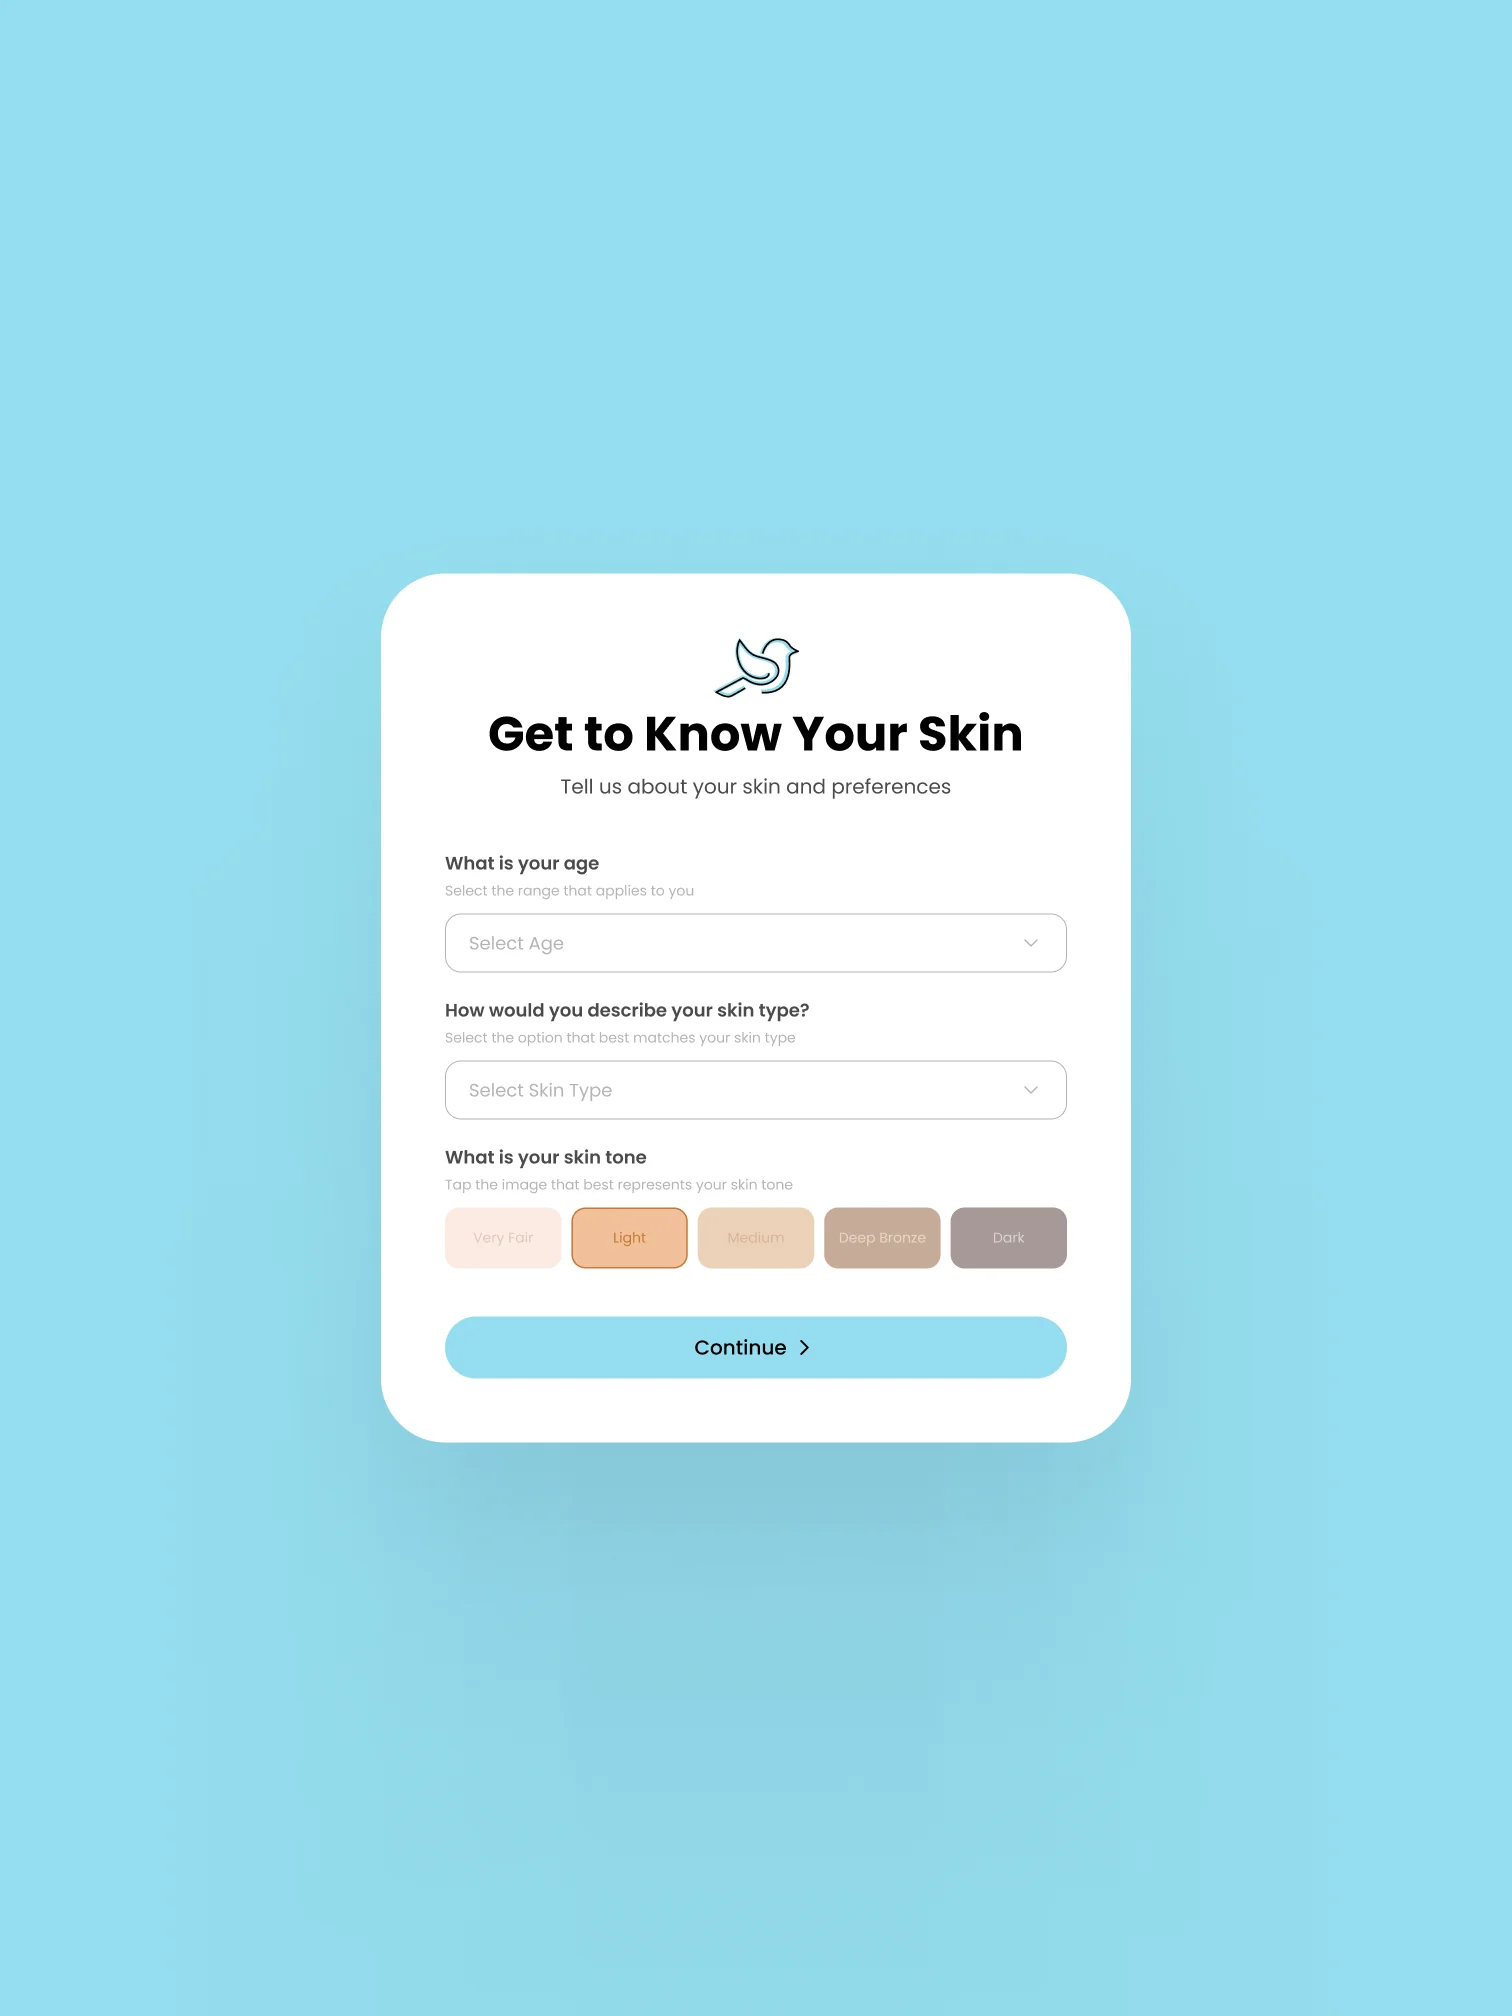 Get to Know Your Skin
Tell us about your skin and preferences
What is your age
Select the range that applies to you
Select Age
How would you describe your skin type?
Select the option that best matches your skin type
Select Skin Type
What is your skin tone
Tap the image that best represents your skin tone
Very Fair Light Medium Deep Bronze Dark
Continue